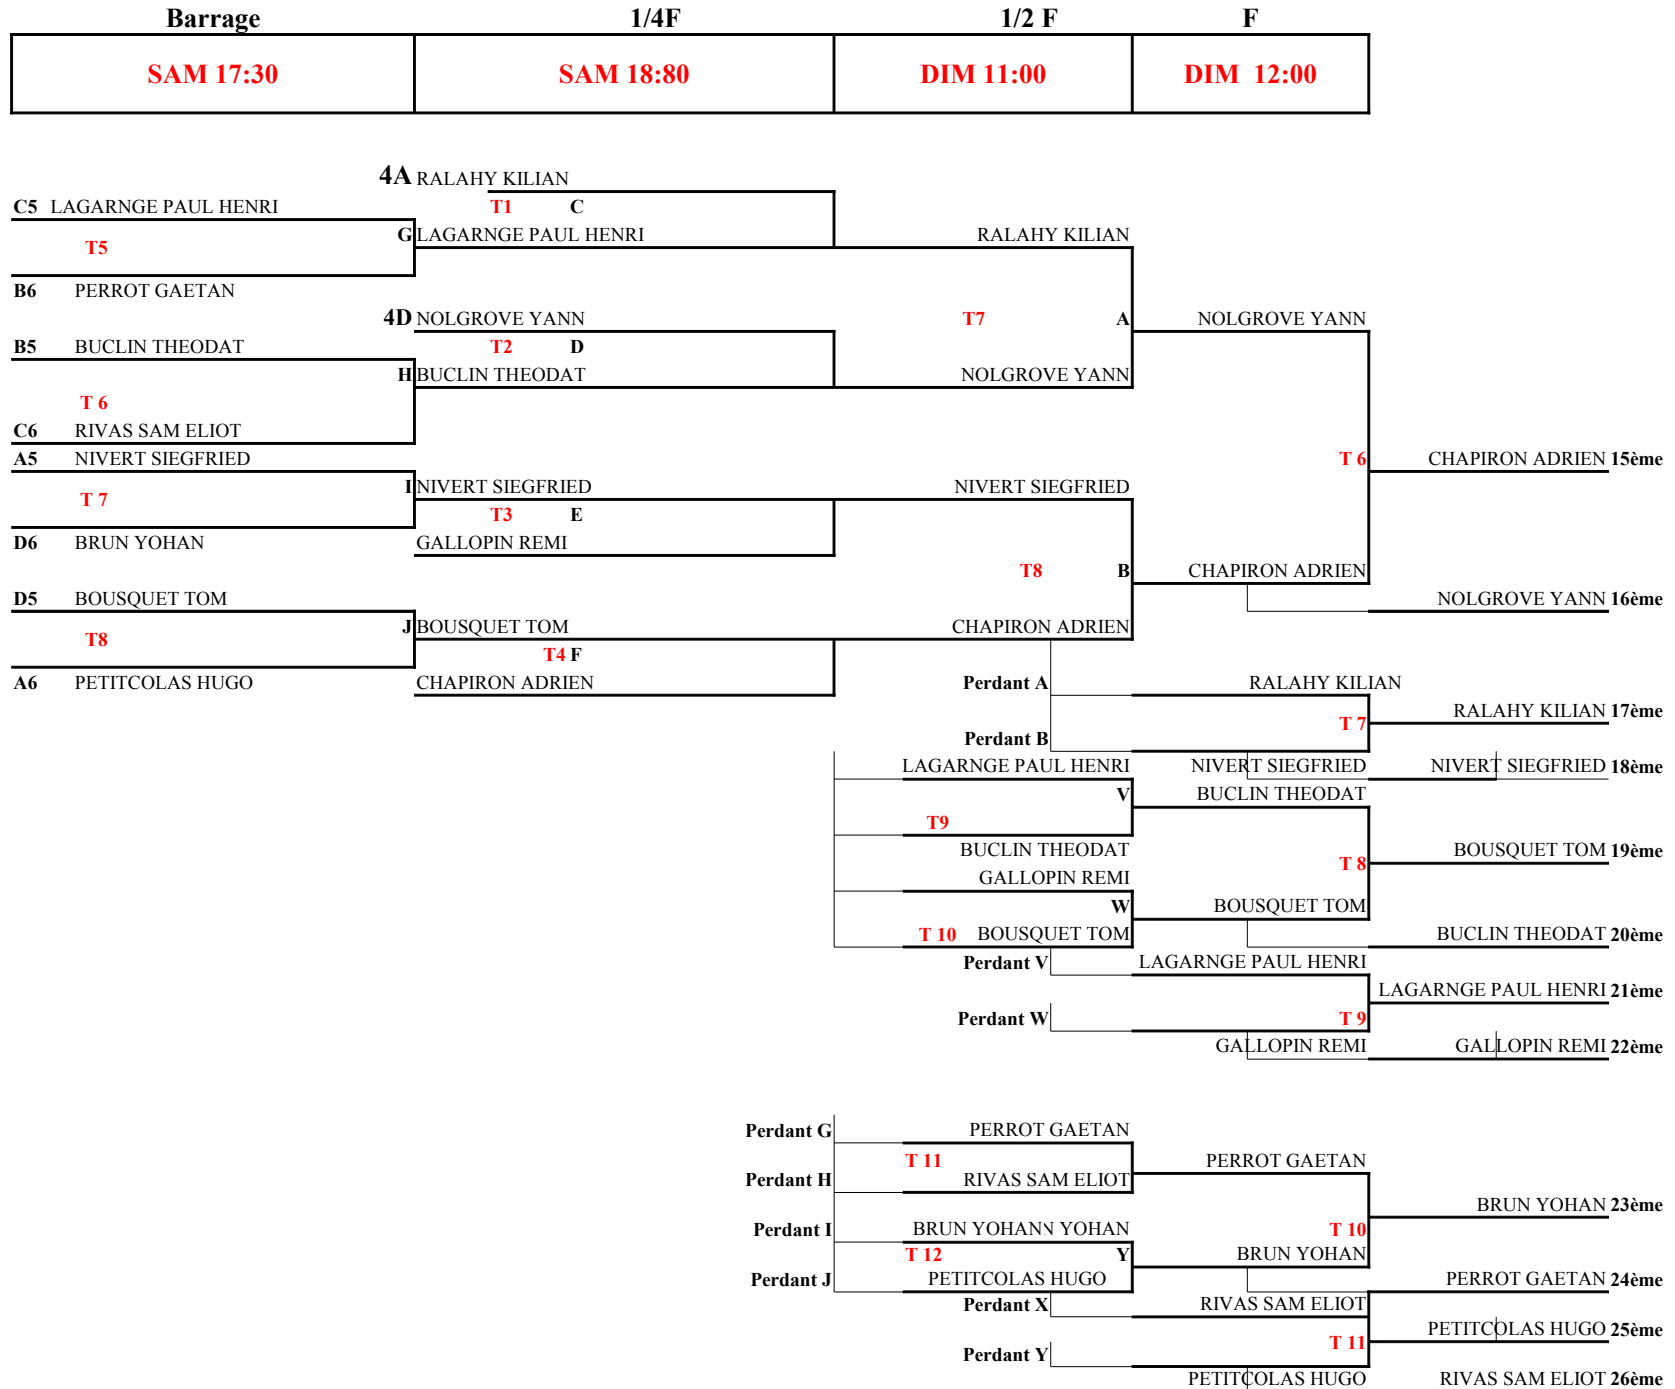 Barrage 1/4F 1/2 F F
SAM 17:30 SAM 18:80 DIM 11:00 DIM 12:00
4A RALAHY KILIAN
C5 LAGARNGE PAUL HENRI T1 C
T5 G LAGARNGE PAUL HENRI RALAHY KILIAN
B6 PERROT GAETAN
4D NOLGROVE YANN T7 A NOLGROVE YANN
B5 BUCLIN THEODAT T2 D
H BUCLIN THEODAT NOLGROVE YANN
T 6
C6 RIVAS SAM ELIOT
A5 NIVERT SIEGFRIED T 6 CHAPIRON ADRIEN 15ème
T 7 I NIVERT SIEGFRIED NIVERT SIEGFRIED
T3 E
D6 BRUN YOHAN GALLOPIN REMI
T8 B CHAPIRON ADRIEN
D5 BOUSQUET TOM NOLGROVE YANN 16ème
T8 J BOUSQUET TOM CHAPIRON ADRIEN
T4 F
A6 PETITCOLAS HUGO CHAPIRON ADRIEN Perdant A RALAHY KILIAN
T 7 RALAHY KILIAN 17ème
Perdant B
LAGARNGE PAUL HENRI NIVERT SIEGFRIED NIVERT SIEGFRIED 18ème
V BUCLIN THEODAT
T9
BUCLIN THEODAT T 8 BOUSQUET TOM 19ème
GALLOPIN REMI
W BOUSQUET TOM
T 10 BOUSQUET TOM BUCLIN THEODAT 20ème
Perdant V LAGARNGE PAUL HENRI
LAGARNGE PAUL HENRI 21ème
Perdant W T 9
GALLOPIN REMI GALLOPIN REMI 22ème
Perdant G PERROT GAETAN
T 11 PERROT GAETAN
Perdant H RIVAS SAM ELIOT
BRUN YOHAN 23ème
Perdant I BRUN YOHANN YOHAN T 10
T 12 Y BRUN YOHAN
Perdant J PETITCOLAS HUGO PERROT GAETAN 24ème
Perdant X RIVAS SAM ELIOT
PETITCOLAS HUGO 25ème
Perdant Y T 11
PETITCOLAS HUGO RIVAS SAM ELIOT 26ème